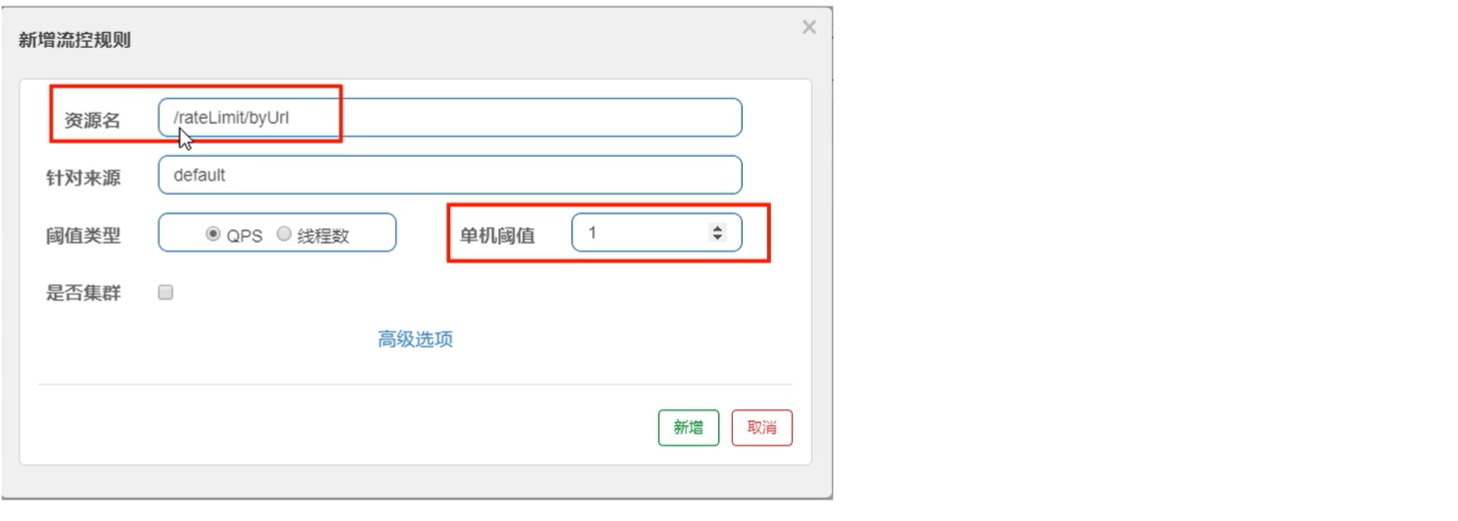 新增流控规则 ×
资源名 /rateLimit/byUrl
针对来源 default
阈值类型 QPS 线程数 单机阈值 1
是否集群
高级选项
新增 取消